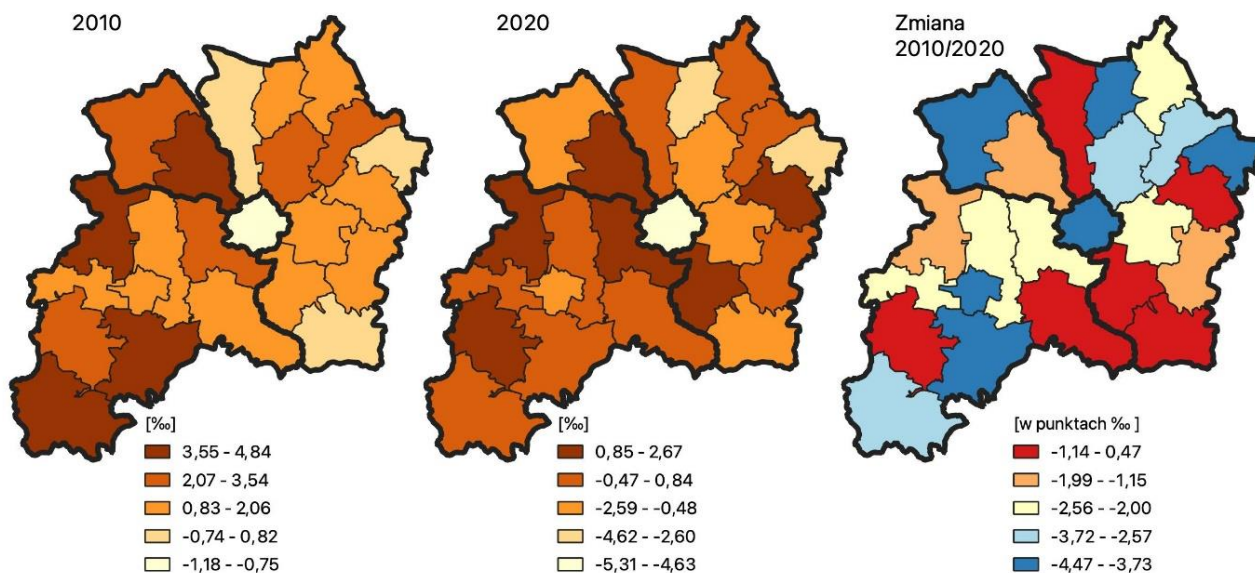 2010
2020
Zmiana
2010/2020
[‰]
3,55 - 4,84
2,07 - 3,54
0,83 - 2,06
-0,74 - 0,82
-1,18 - -0,75
[‰]
0,85 - 2,67
-0,47 - 0,84
-2,59 - -0,48
-4,62 - -2,60
-5,31 - -4,63
[w punktach ‰ ]
-1,14 - 0,47
-1,99 - -1,15
-2,56 - -2,00
-3,72 - -2,57
-4,47 - -3,73